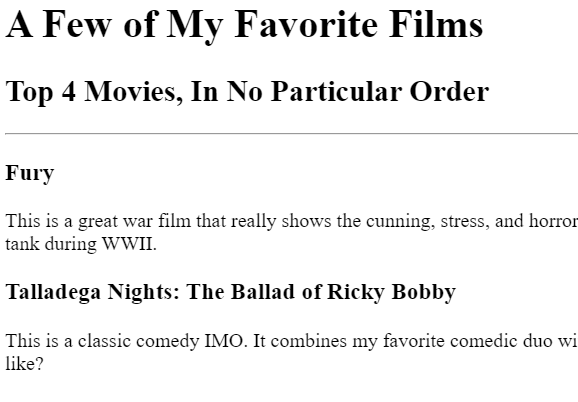 A Few of My Favorite Films
Top 4 Movies, In No Particular Order
Fury
This is a great war film that really shows the cunning, stress, and horror
tank during WWII.
Talladega Nights: The Ballad of Ricky Bobby
This is a classic comedy IMO. It combines my favorite comedic duo wi
like?